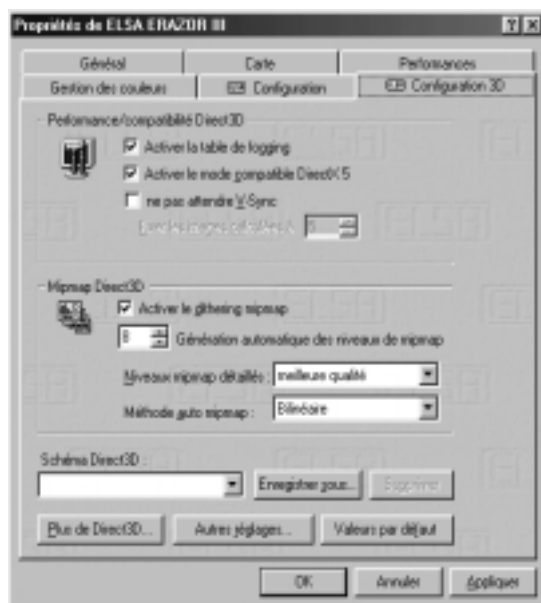 Propriétés de ELSA ERAZOR III
Général
Carte
Performances
Gestion des couleurs
Configuration
Configuration 3D
Performance/compatibilité Direct3D
Activer la table de fogging
Activer le mode compatible DirectX 5
ne pas attendre V-Sync
Mipmap Direct3D
Activer le dithering mipmap
8 Génération automatique des niveaux de mipmap
Niveaux mipmap détaillés : meilleure qualité
Méthode auto mipmap : Bilinéaire
Schéma Direct3D :
Enregistrer sous...
Supprimer
Plus de Direct3D...
Autres réglages...
Valeurs par défaut
OK
Annuler
Appliquer